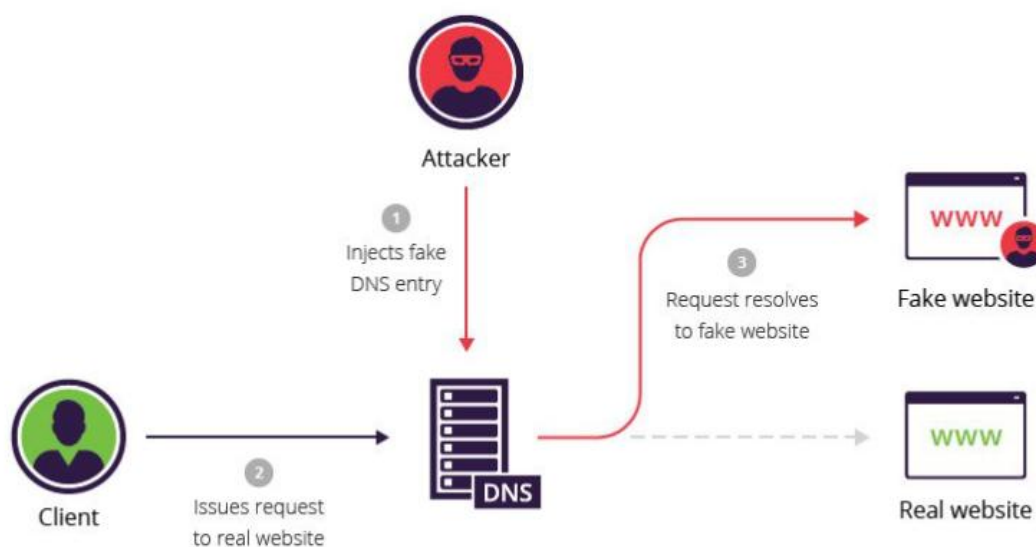 Attacker
1
Injects fake
DNS entry
3
Request resolves
to fake website
www
Fake website
DNS
2
Issues request
to real website
Client
www
Real website